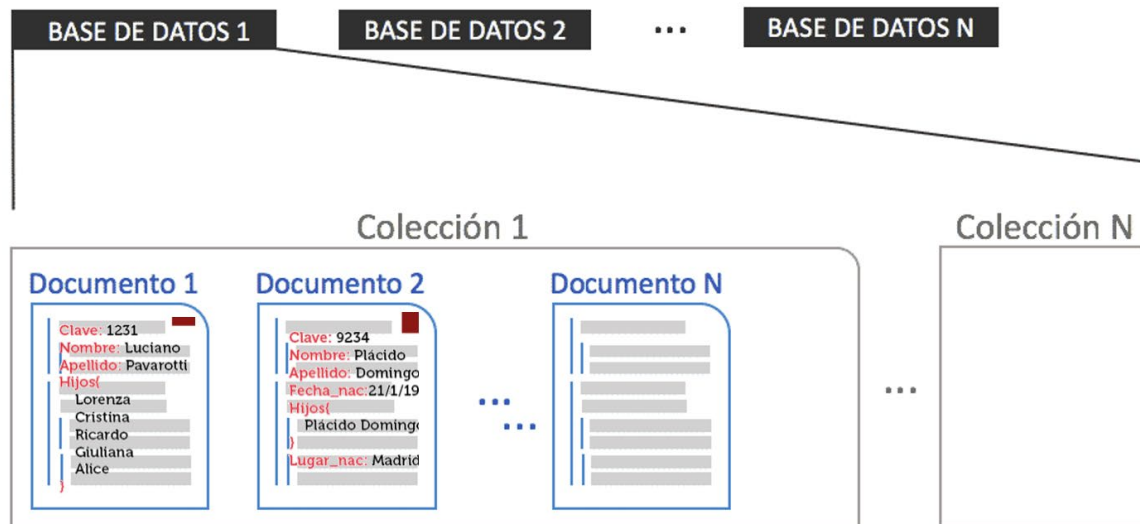 BASE DE DATOS 1 BASE DE DATOS 2 ... BASE DE DATOS N
Colección 1 Colección N
Documento 1 Documento 2 Documento N
Clave: 1231
Nombre: Luciano
Apellido: Pavarotti
Hijos(
Lorenza
Cristina
Ricardo
Giuliana
Alice
)
Clave: 9234
Nombre: Plácido
Apellido: Domingo
Fecha_nac:21/1/19
Hijos(
Plácido Domingo
)
Lugar_nac: Madrid
... ...
...